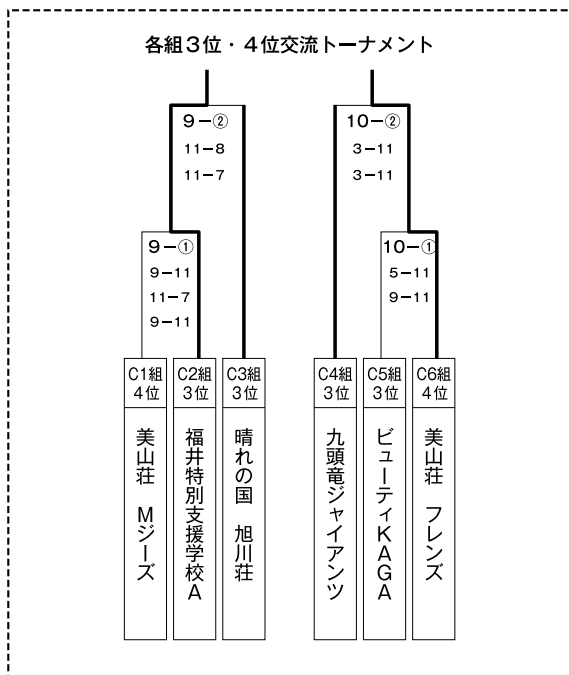 各組3位・4位交流トーナメント
9−②
11−8
11−7
10−②
3−11
3−11
9−①
9−11
11−7
9−11
10−①
5−11
9−11
C1組
4位
C2組
3位
C3組
3位
C4組
3位
C5組
3位
C6組
4位
美山荘 Mジーズ
福井特別支援学校A
晴れの国 旭川荘
九頭竜ジャイアンツ
ビューティKAGA
美山荘 フレンズ